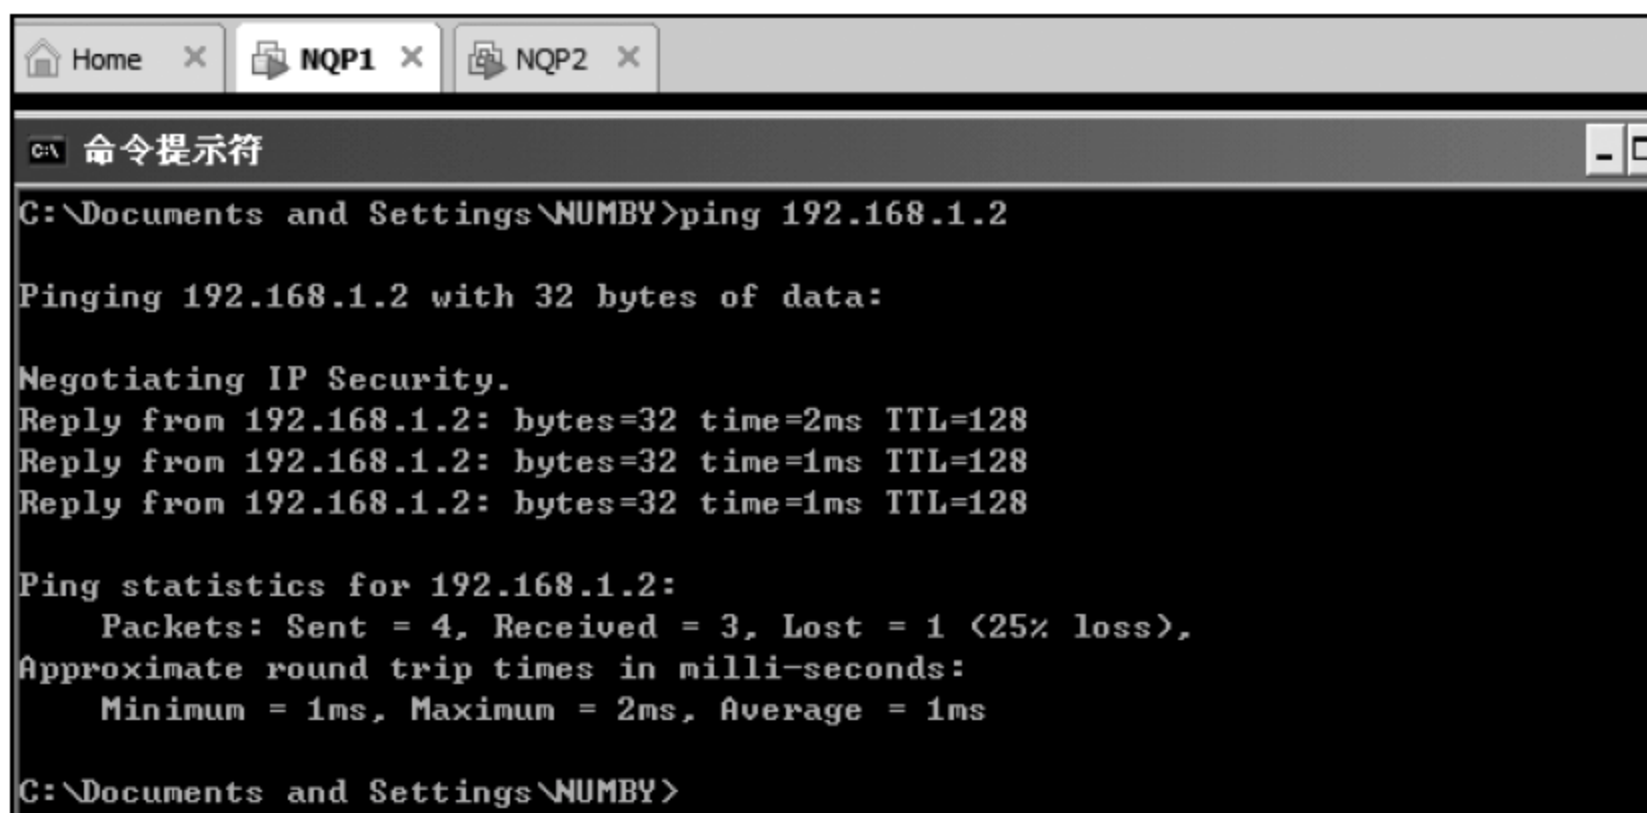 Home NQP1 NQP2
命令提示符
C:\Documents and Settings\NUMBY>ping 192.168.1.2
Pinging 192.168.1.2 with 32 bytes of data:
Negotiating IP Security.
Reply from 192.168.1.2: bytes=32 time=2ms TTL=128
Reply from 192.168.1.2: bytes=32 time=1ms TTL=128
Reply from 192.168.1.2: bytes=32 time=1ms TTL=128
Ping statistics for 192.168.1.2:
Packets: Sent = 4, Received = 3, Lost = 1 (25% loss),
Approximate round trip times in milli-seconds:
Minimum = 1ms, Maximum = 2ms, Average = 1ms
C:\Documents and Settings\NUMBY>